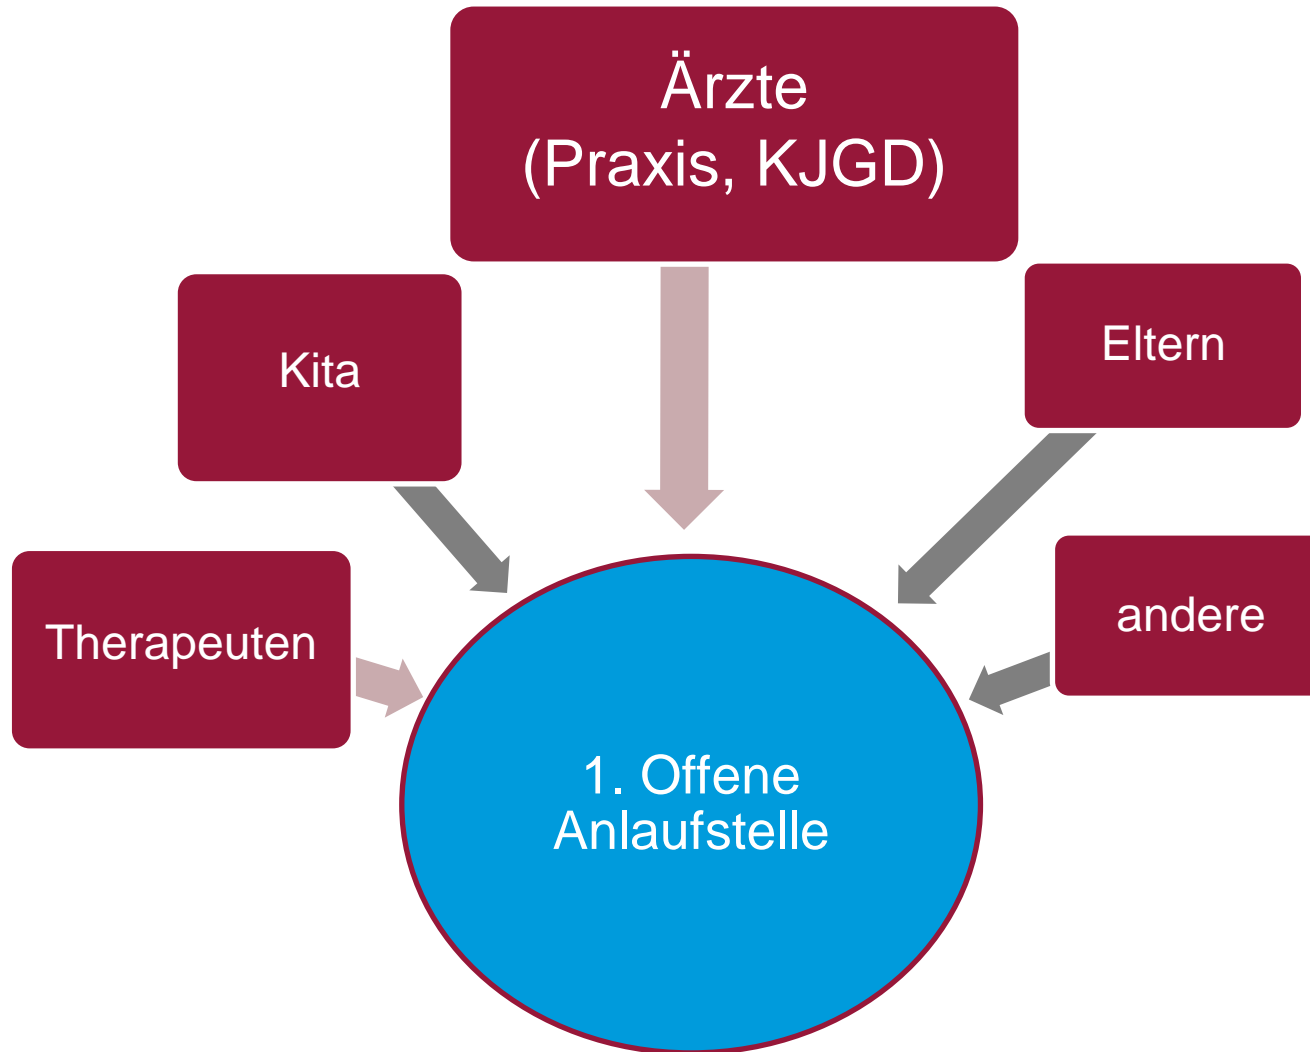 Ärzte
(Praxis, KJGD)
Kita
Eltern
Therapeuten
andere
1. Offene
Anlaufstelle